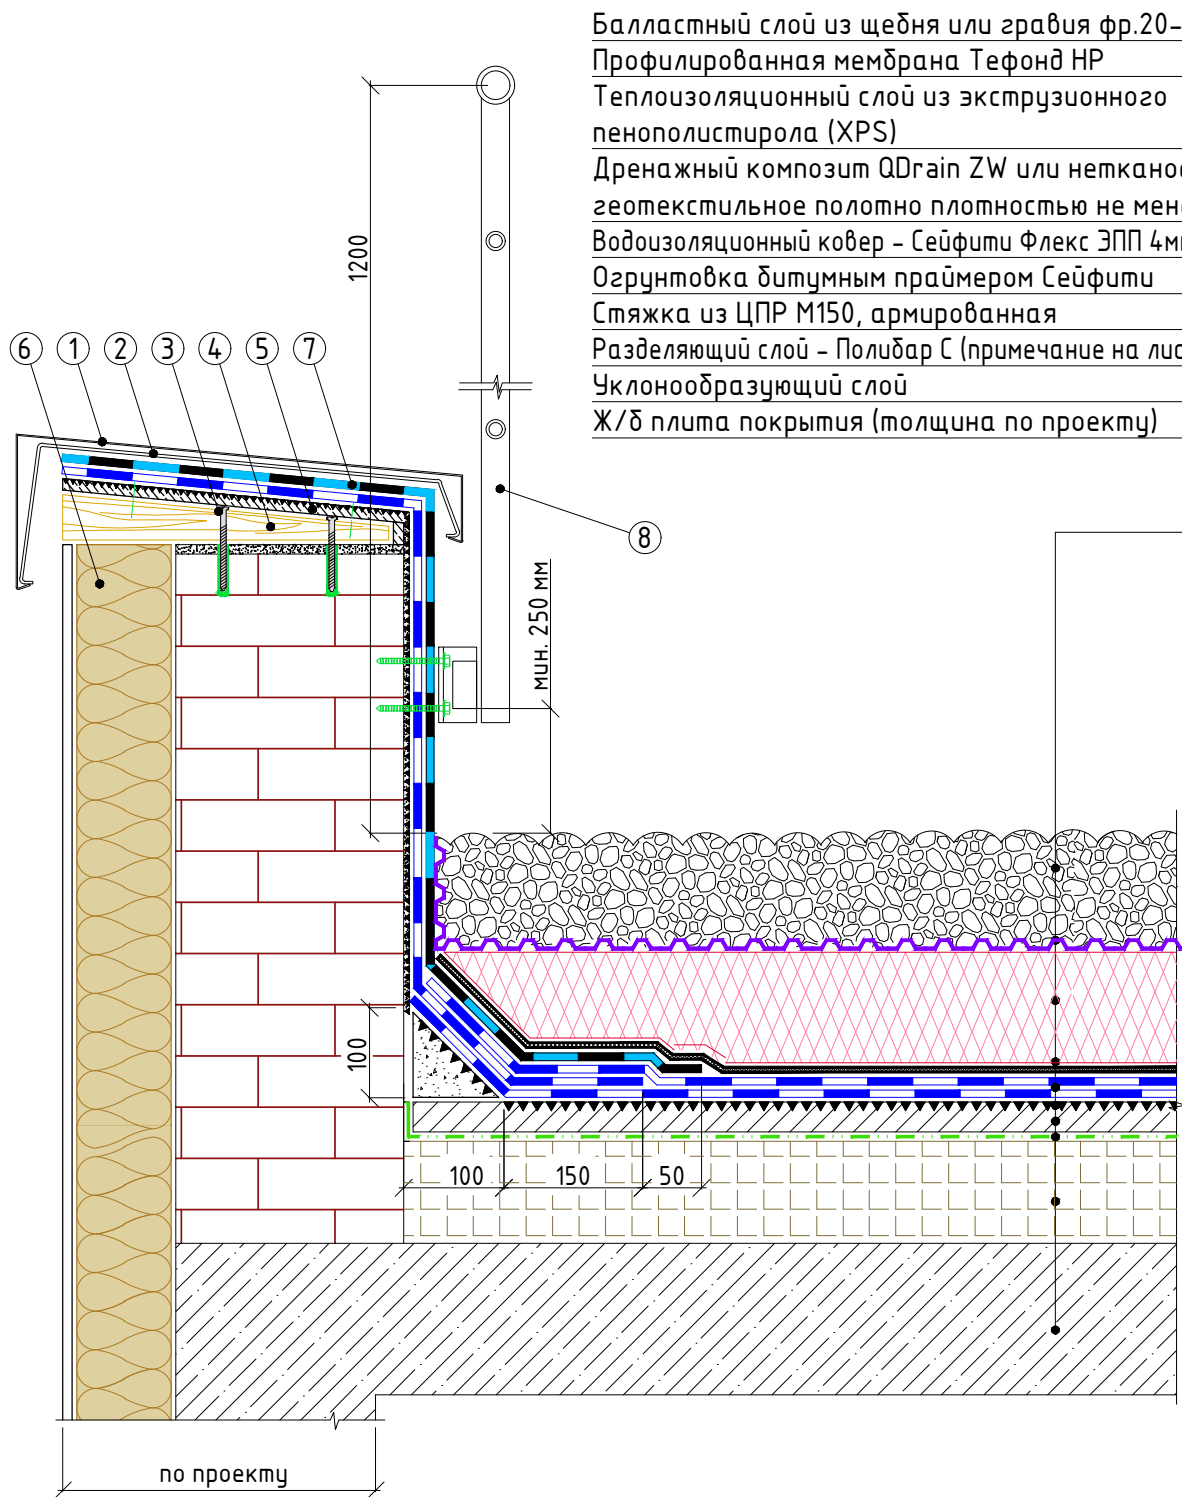 Балластный слой из щебня или гравия фр.20-
Профилированная мембрана Тефонд HP
Теплоизоляционный слой из экструзионного
пенополистирола (XPS)
Дренажный композит QDrain ZW или нетканое
геотекстильное полотно плотностью не мен
Водоизоляционный ковер – Сейфити Флекс ЭПП 4м
Огрунтовка битумным праймером Сейфити
Стяжка из ЦПР М150, армированная
Разделяющий слой – Полибар С (примечание на лис
Уклонообразующий слой
Ж/б плита покрытия (толщина по проекту)
1200
6 1 2 3 4 5 7
8
мин. 250 мм
100
100 150 50
по проекту